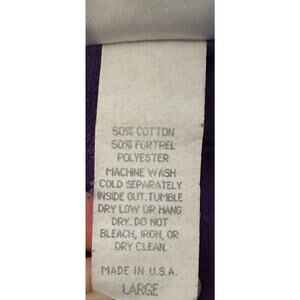 50% COTTON
50% FORTREL
POLYESTER
MACHINE WASH
COLD SEPARATELY
INSIDE OUT. TUMBLE
DRY LOW OR HANG
DRY. DO NOT
BLEACH, IRON, OR
DRY CLEAN.
MADE IN U.S.A.
LARGE